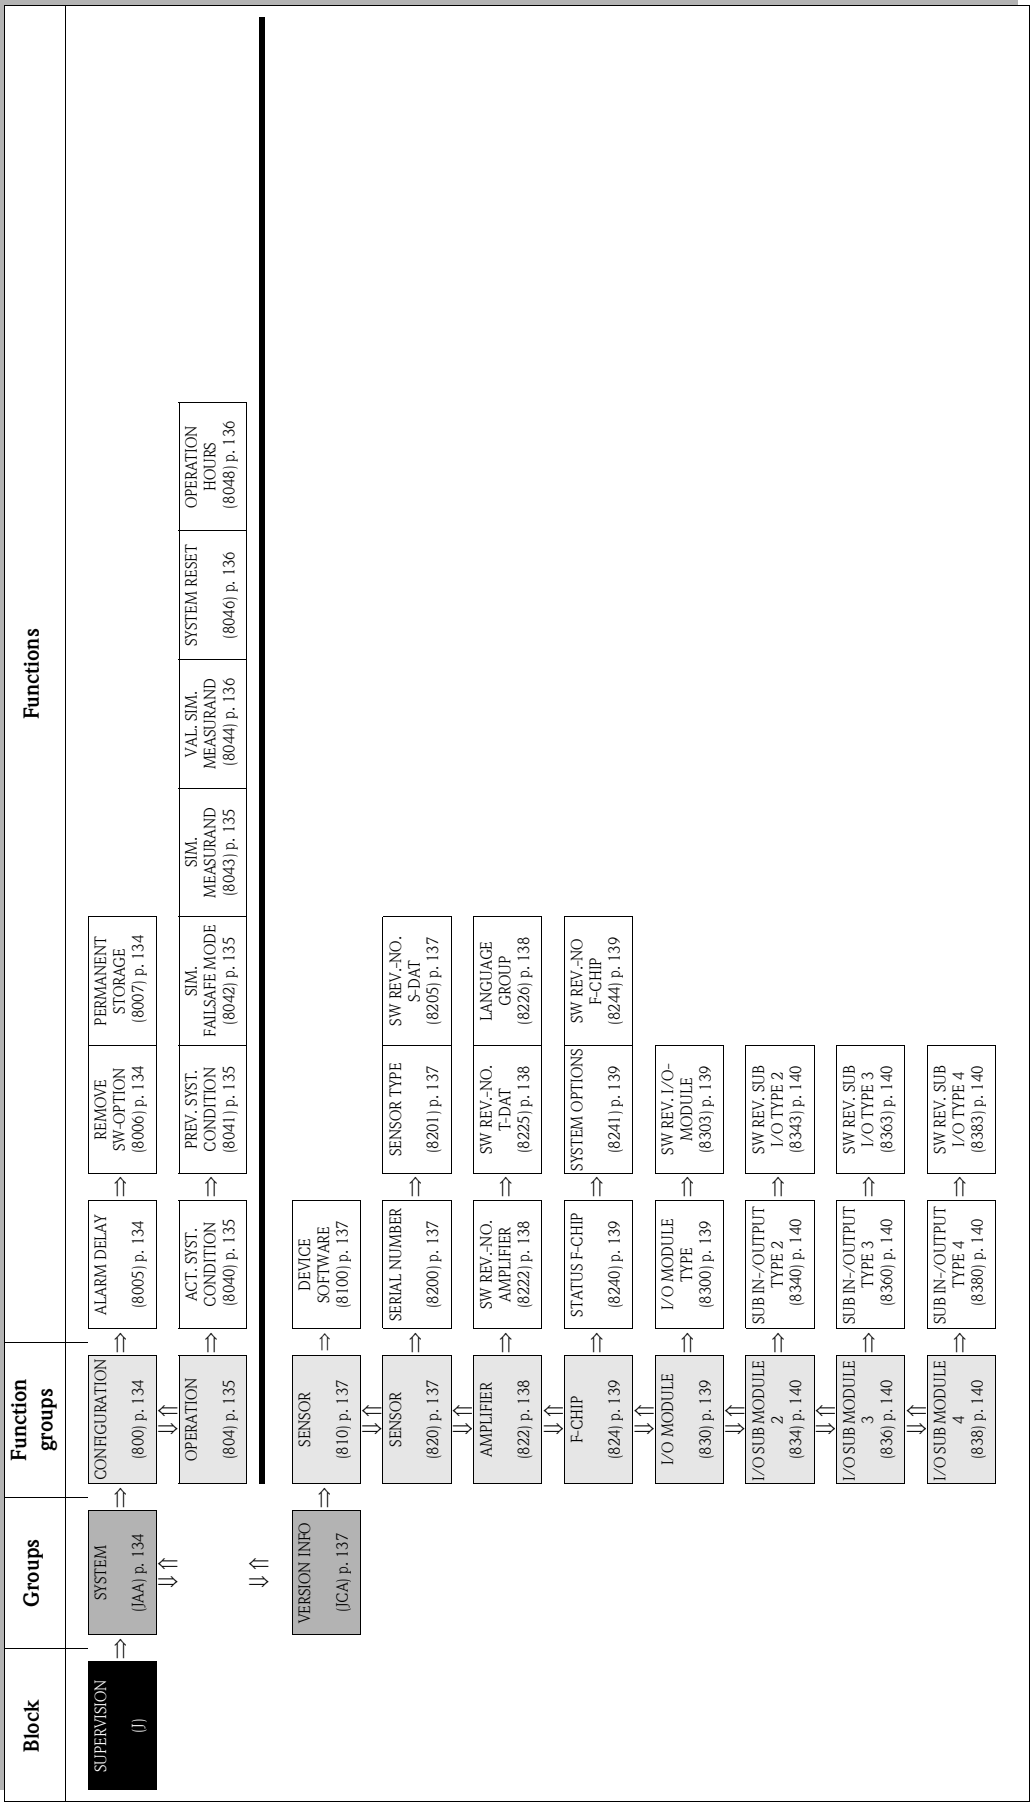 Block
Groups
Function
groups
Functions
SUPERVISION
(J)
SYSTEM
(JAA) p. 134
CONFIGURATION
(800) p. 134
ALARM DELAY
(8005) p. 134
REMOVE
SW-OPTION
(8006) p. 134
PERMANENT
STORAGE
(8007) p. 134
OPERATION
(804) p. 135
ACT. SYST.
CONDITION
(8040) p. 135
PREV. SYST.
CONDITION
(8041) p. 135
SIM.
FAILSAFE MODE
(8042) p. 135
SIM.
MEASURAND
(8043) p. 135
VAL. SIM.
MEASURAND
(8044) p. 136
SYSTEM RESET
(8046) p. 136
OPERATION
HOURS
(8048) p. 136
VERSION INFO
(JCA) p. 137
SENSOR
(810) p. 137
DEVICE
SOFTWARE
(8100) p. 137
SENSOR
(820) p. 137
SERIAL NUMBER
(8200) p. 137
SENSOR TYPE
(8201) p. 137
SW REV.-NO.
S-DAT
(8205) p. 137
AMPLIFIER
(822) p. 138
SW REV.-NO.
AMPLIFIER
(8222) p. 138
SW REV.-NO.
T-DAT
(8225) p. 138
LANGUAGE
GROUP
(8226) p. 138
F-CHIP
(824) p. 139
STATUS F-CHIP
(8240) p. 139
SYSTEM OPTIONS
(8241) p. 139
SW REV.-NO
F-CHIP
(8244) p. 139
I/O MODULE
(830) p. 139
I/O MODULE
TYPE
(8300) p. 139
SW REV. I/O-
MODULE
(8303) p. 139
I/O SUB MODULE
2
(834) p. 140
SUB IN-/OUTPUT
TYPE 2
(8340) p. 140
SW REV. SUB
I/O TYPE 2
(8343) p. 140
I/O SUB MODULE
3
(836) p. 140
SUB IN-/OUTPUT
TYPE 3
(8360) p. 140
SW REV. SUB
I/O TYPE 3
(8363) p. 140
I/O SUB MODULE
4
(838) p. 140
SUB IN-/OUTPUT
TYPE 4
(8380) p. 140
SW REV. SUB
I/O TYPE 4
(8383) p. 140